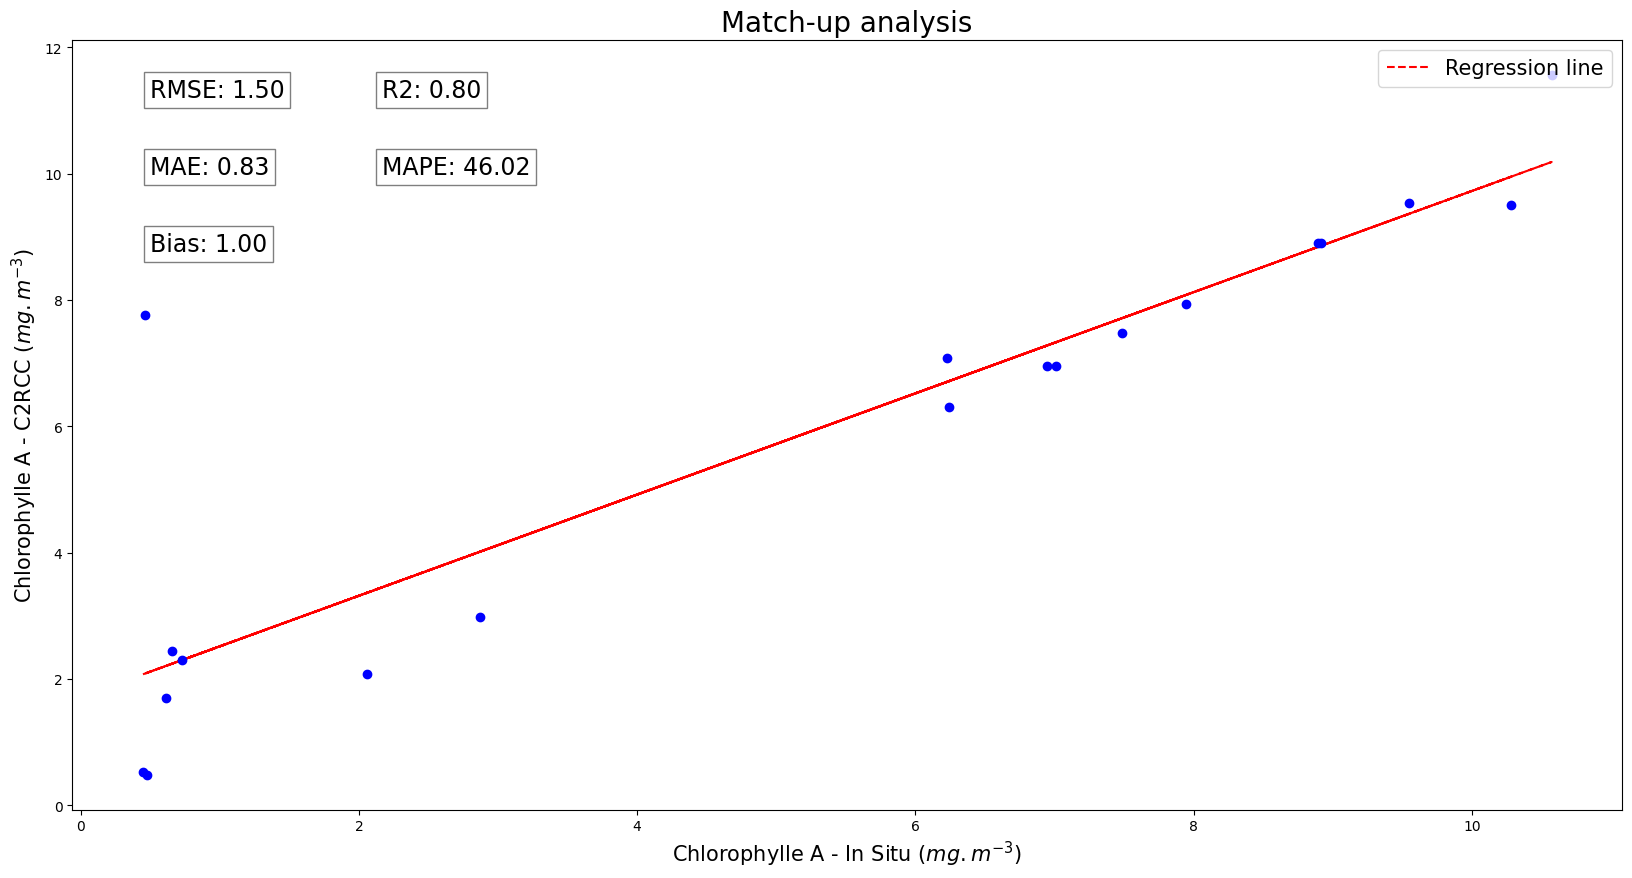 Match-up analysis
RMSE: 1.50
R2: 0.80
Regression line
MAE: 0.83
MAPE: 46.02
Bias: 1.00
12
10
8
6
4
2
0
Chlorophylle A - C2RCC (mg.m⁻³)
0
2
4
6
8
10
Chlorophylle A - In Situ (mg.m⁻³)